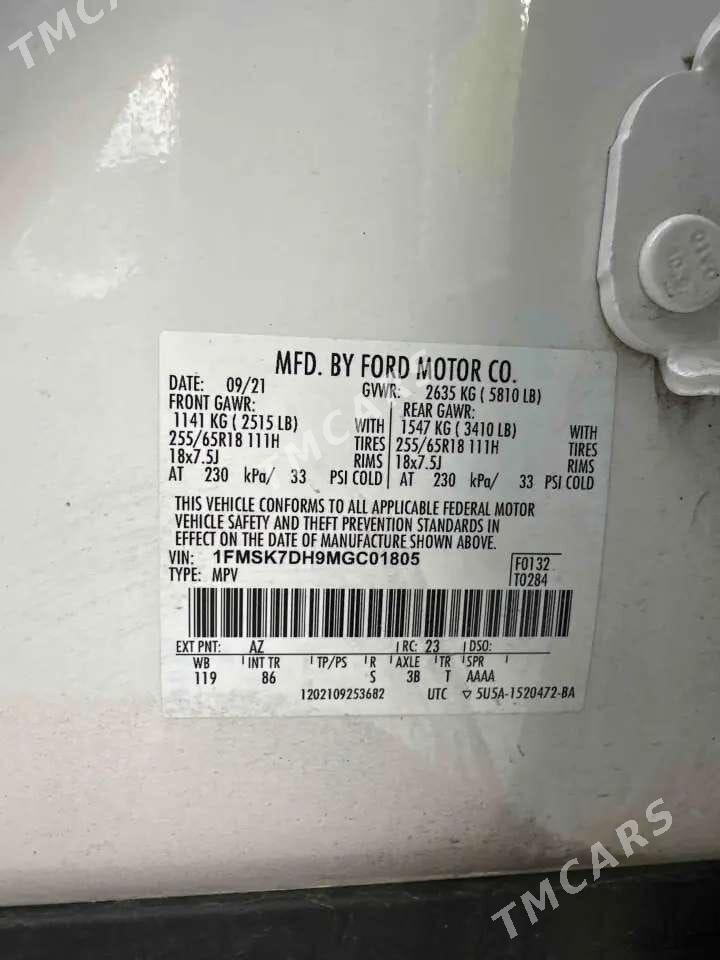 TMCARS
MFD. BY FORD MOTOR CO.
DATE: 09/21 GVWR: 2635 KG ( 5810 LB)
FRONT GAWR: REAR GAWR:
1141 KG ( 2515 LB) WITH 1547 KG ( 3410 LB) WITH
255/65R18 111H TIRES 255/65R18 111H TIRES
18x7.5J RIMS 18x7.5J RIMS
AT 230 kPa/ 33 PSI COLD AT 230 kPa/ 33 PSI COLD
THIS VEHICLE CONFORMS TO ALL APPLICABLE FEDERAL MOTOR
VEHICLE SAFETY AND THEFT PREVENTION STANDARDS IN
EFFECT ON THE DATE OF MANUFACTURE SHOWN ABOVE.
VIN: 1FMSK7DH9MGC01805 F0132
TYPE: MPV T0284
EXT PNT: AZ RC: 23 DSO:
WB INT TR TP/PS R AXLE TR SPR
119 86 S 3B T AAAA
1202109253682 UTC ▽ 5U5A-1520472-BA
TMCARS
TMCARS